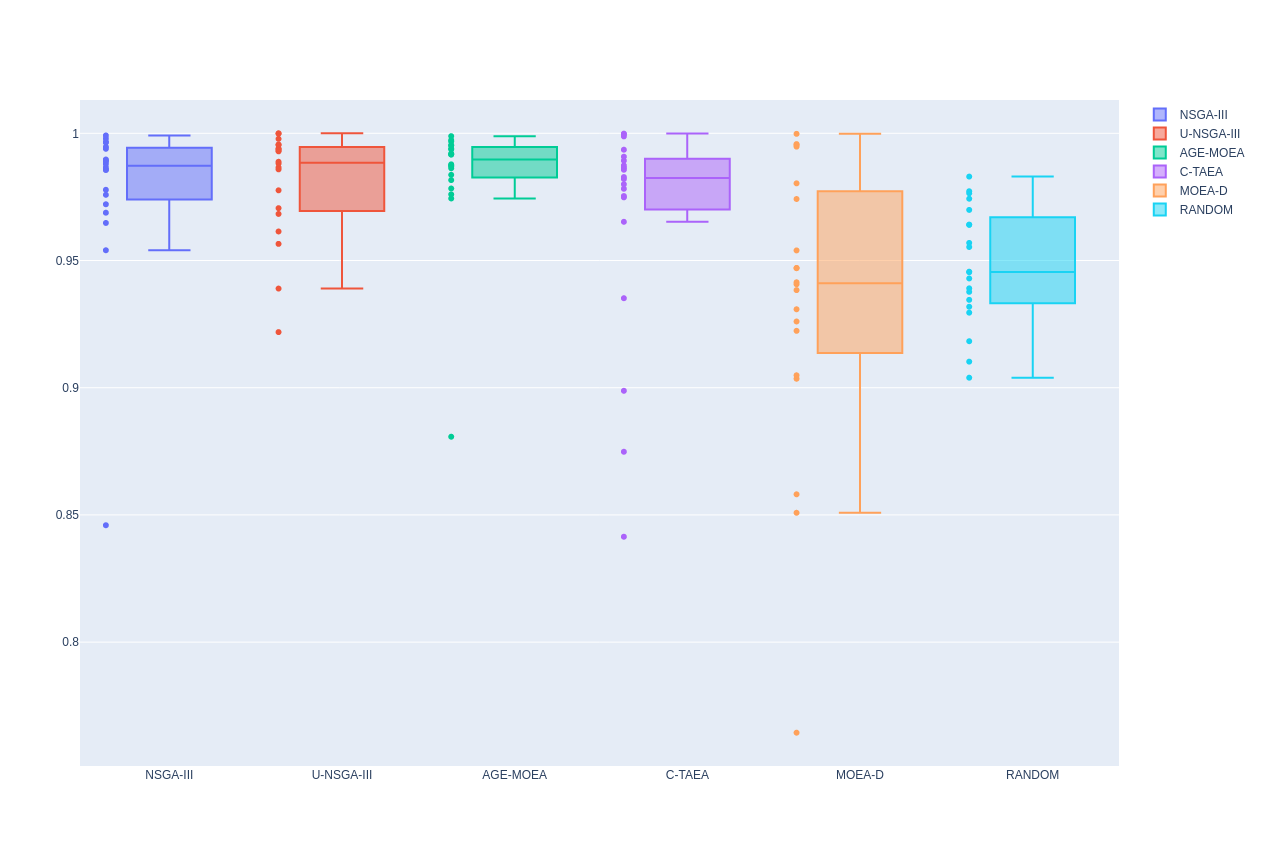 1
0.95
0.9
0.85
0.8
NSGA-III
U-NSGA-III
AGE-MOEA
C-TAEA
MOEA-D
RANDOM
NSGA-III
U-NSGA-III
AGE-MOEA
C-TAEA
MOEA-D
RANDOM